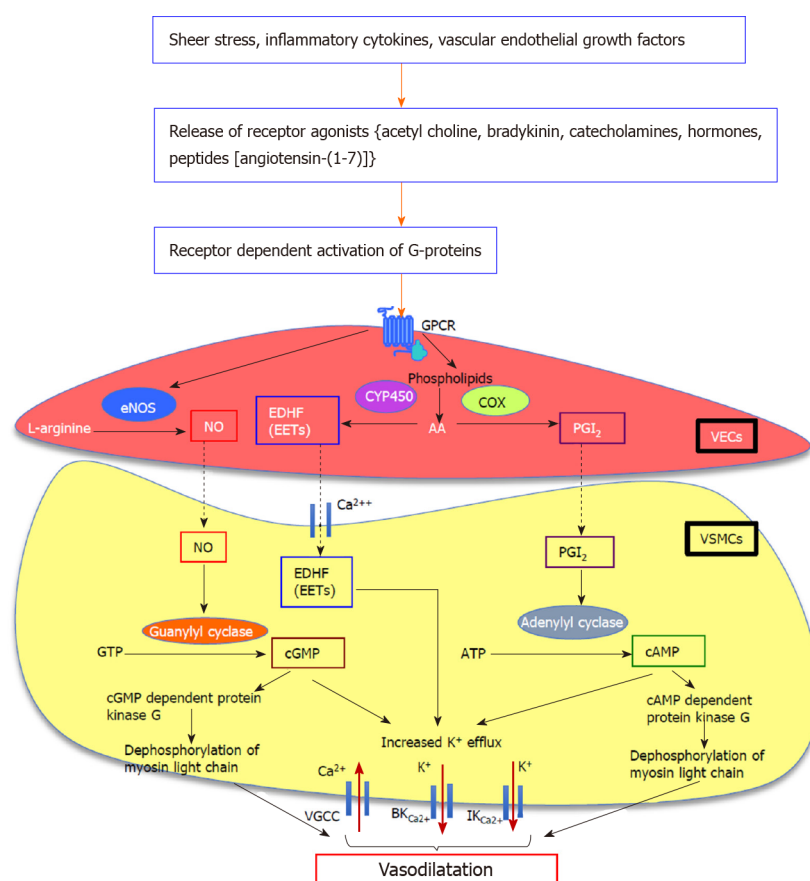 Sheer stress, inflammatory cytokines, vascular endothelial growth factors
Release of receptor agonists {acetyl choline, bradykinin, catecholamines, hormones,
peptides [angiotensin-(1-7)]}
Receptor dependent activation of G-proteins
GPCR
Phospholipids
eNOS
CYP450
COX
L-arginine
NO
EDHF
(EETs)
AA
PGI₂
VECs
Ca²⁺⁺
NO
EDHF
(EETs)
PGI₂
VSMCs
Guanylyl cyclase
Adenylyl cyclase
GTP
cGMP
ATP
cAMP
cGMP dependent protein
kinase G
cAMP dependent
protein kinase G
Increased K⁺ efflux
Dephosphorylation of
myosin light chain
Dephosphorylation of
myosin light chain
Ca²⁺
K⁺
K⁺
VGCC
BK_Ca2+
IK_Ca2+
Vasodilatation